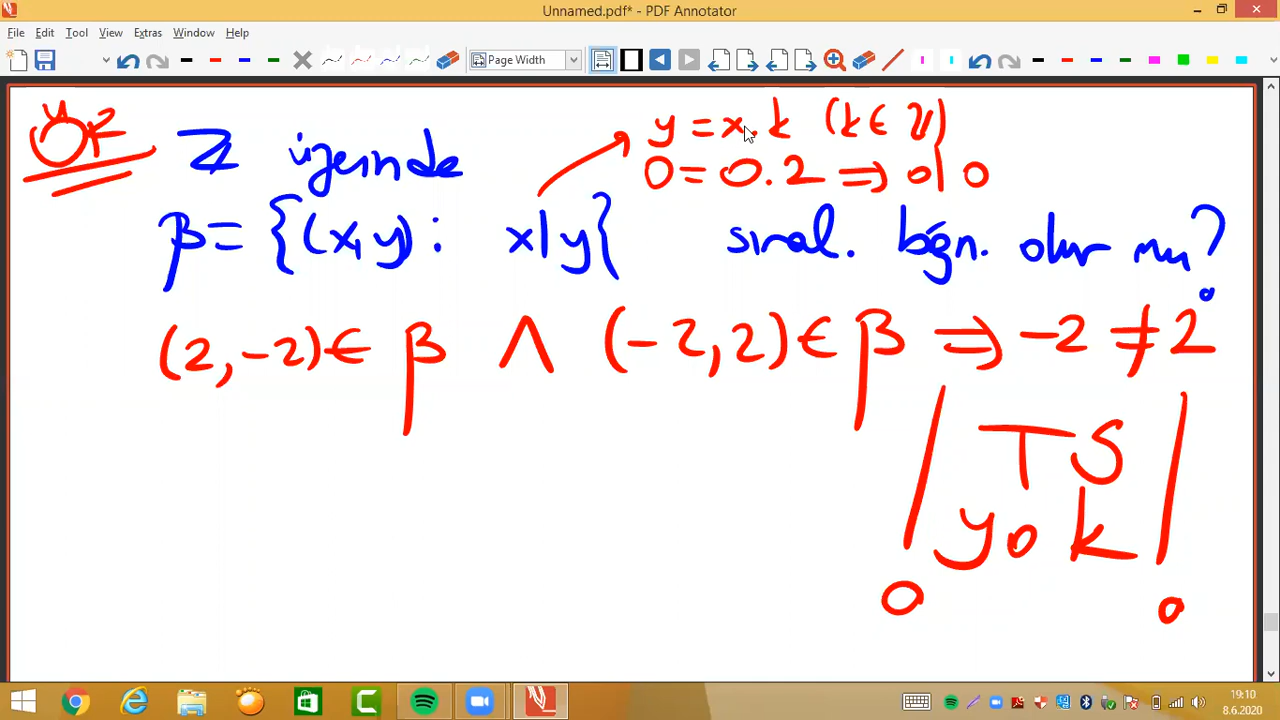 Unnamed.pdf* - PDF Annotator
File Edit Tool View Extras Window Help
Page Width
ÖR
y = x.k (k ∈ Z)
Z üzerinde
0 = 0.2 ⇒ 0|0
β = {(x,y) : x|y} sıral. bğn. olur mu?
(2,-2) ∈ β ∧ (-2,2) ∈ β ⇒ -2 ≠ 2
TS
yok
19:10
8.6.2020